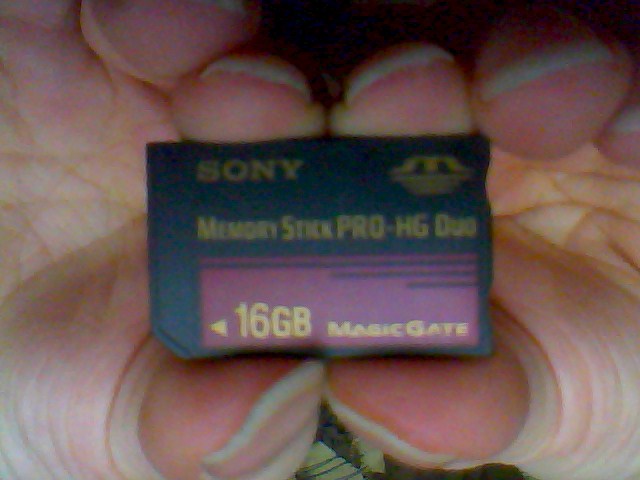 SONY
MEMORY STICK PRO-HG DUO
16GB MAGICGATE